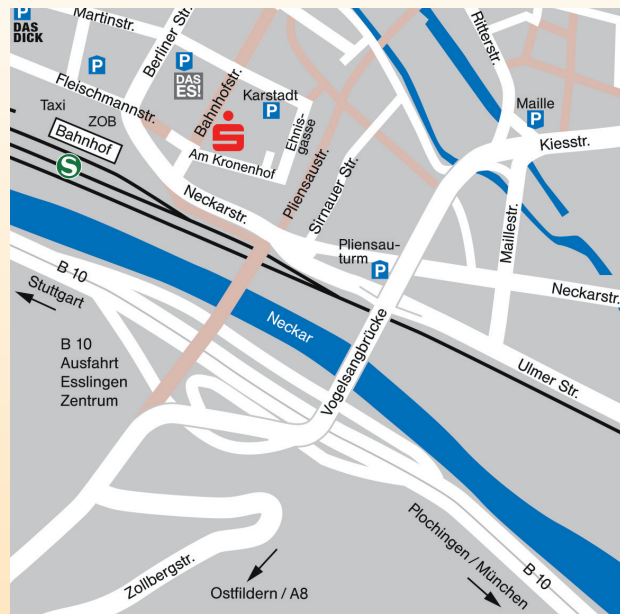 DAS
DICK
P
Martinstr.
Berliner Str.
Ritterstr.
P
P
DAS
ES!
Karstadt
P
Maille
P
Fleischmannstr.
Bahnhofstr.
Taxi
ZOB
Bahnhof
S
Am Kronenhof
Ehnis-
gasse
Pliensaustr.
Sirnauer Str.
Kiesstr.
Neckarstr.
Maillestr.
Pliensau-
turm
P
Neckarstr.
B 10
Stuttgart
Neckar
Vogelsangbrücke
Ulmer Str.
B 10
Ausfahrt
Esslingen
Zentrum
Zollbergstr.
Ostfildern / A8
Plochingen / München
B 10